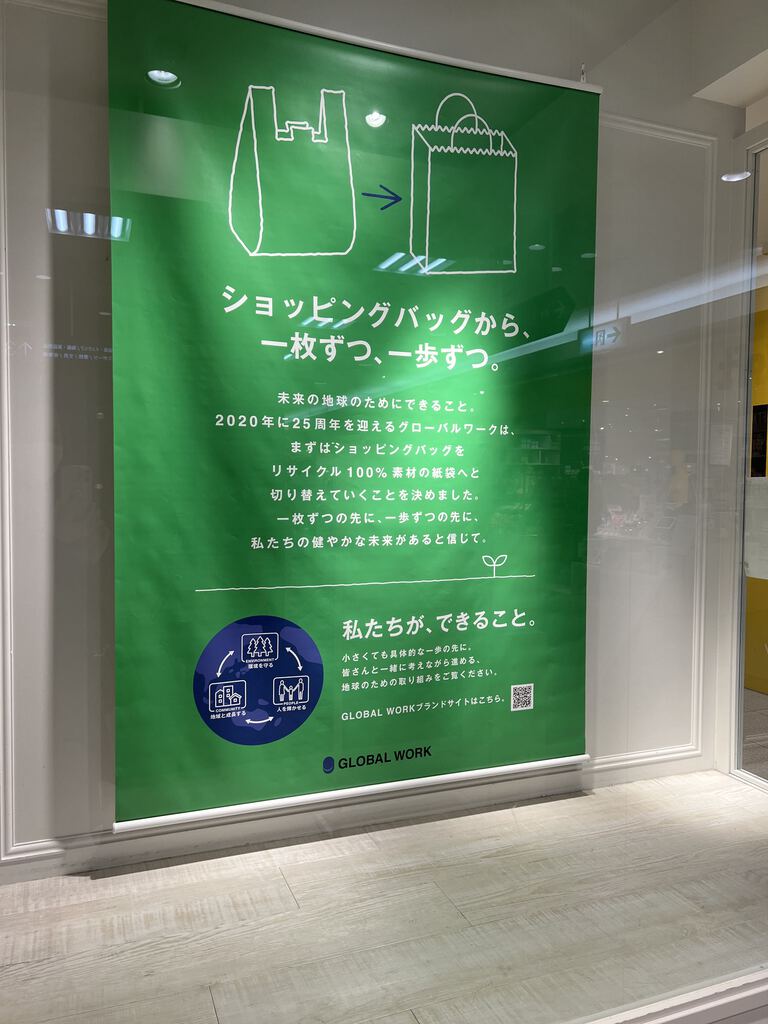 ショッピングバッグから、
一枚ずつ、一歩ずつ。
未来の地球のためにできること。
2020年に25周年を迎えるグローバルワークは、
まずはショッピングバッグを
リサイクル100%素材の紙袋へと
切り替えていくことを決めました。
一枚ずつの先に、一歩ずつの先に、
私たちの健やかな未来があると信じて。
私たちが、できること。
小さくても具体的な一歩の先に。
皆さんと一緒に考えながら進める、
地球のための取り組みをご覧ください。
GLOBAL WORKブランドサイトはこちら。
ENVIRONMENT
環境を守る
COMMUNITY
地域と成長する
PEOPLE
人を輝かせる
GLOBAL WORK